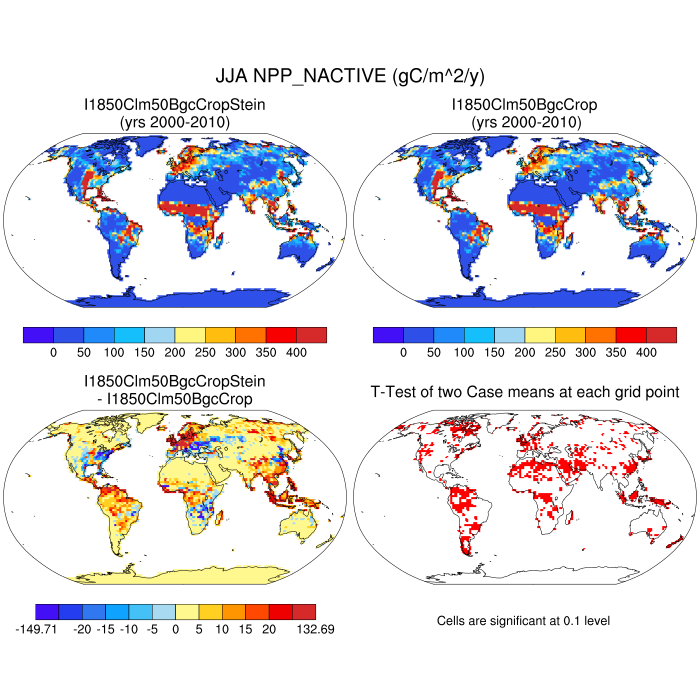 JJA NPP_NACTIVE (gC/m^2/y)
I1850Clm50BgcCropStein
(yrs 2000-2010)
I1850Clm50BgcCrop
(yrs 2000-2010)
0 50 100 150 200 250 300 350 400
0 50 100 150 200 250 300 350 400
I1850Clm50BgcCropStein
- I1850Clm50BgcCrop
T-Test of two Case means at each grid point
-149.71 -20 -15 -10 -5 0 5 10 15 20 132.69
Cells are significant at 0.1 level